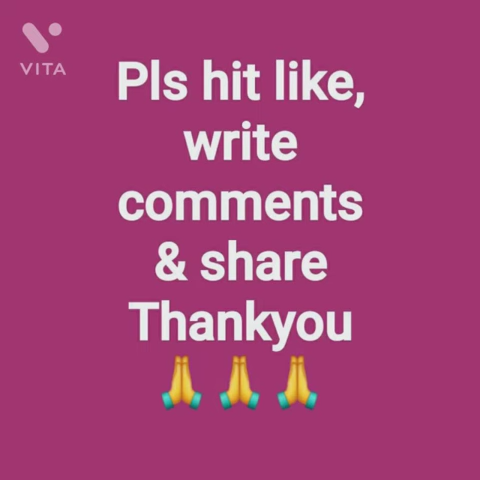 VITA
Pls hit like,
write
comments
& share
Thankyou
🙏🙏🙏